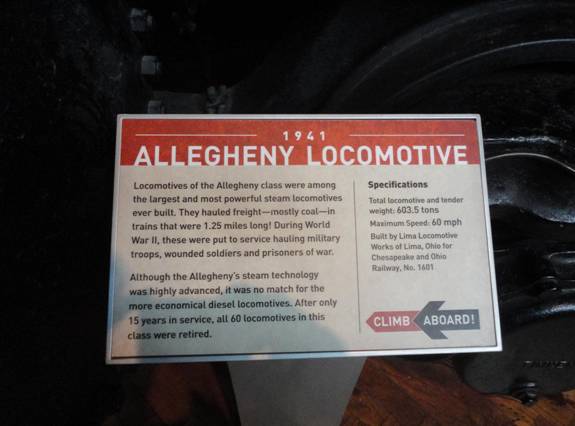 1941
ALLEGHENY LOCOMOTIVE
Locomotives of the Allegheny class were among
the largest and most powerful steam locomotives
ever built. They hauled freight—mostly coal—in
trains that were 1.25 miles long! During World
War II, these were put to service hauling military
troops, wounded soldiers and prisoners of war.
Although the Allegheny's steam technology
was highly advanced, it was no match for the
more economical diesel locomotives. After only
15 years in service, all 60 locomotives in this
class were retired.
Specifications
Total locomotive and tender
weight: 603.5 tons
Maximum Speed: 60 mph
Built by Lima Locomotive
Works of Lima, Ohio for
Chesapeake and Ohio
Railway, No. 1601
CLIMB ABOARD!